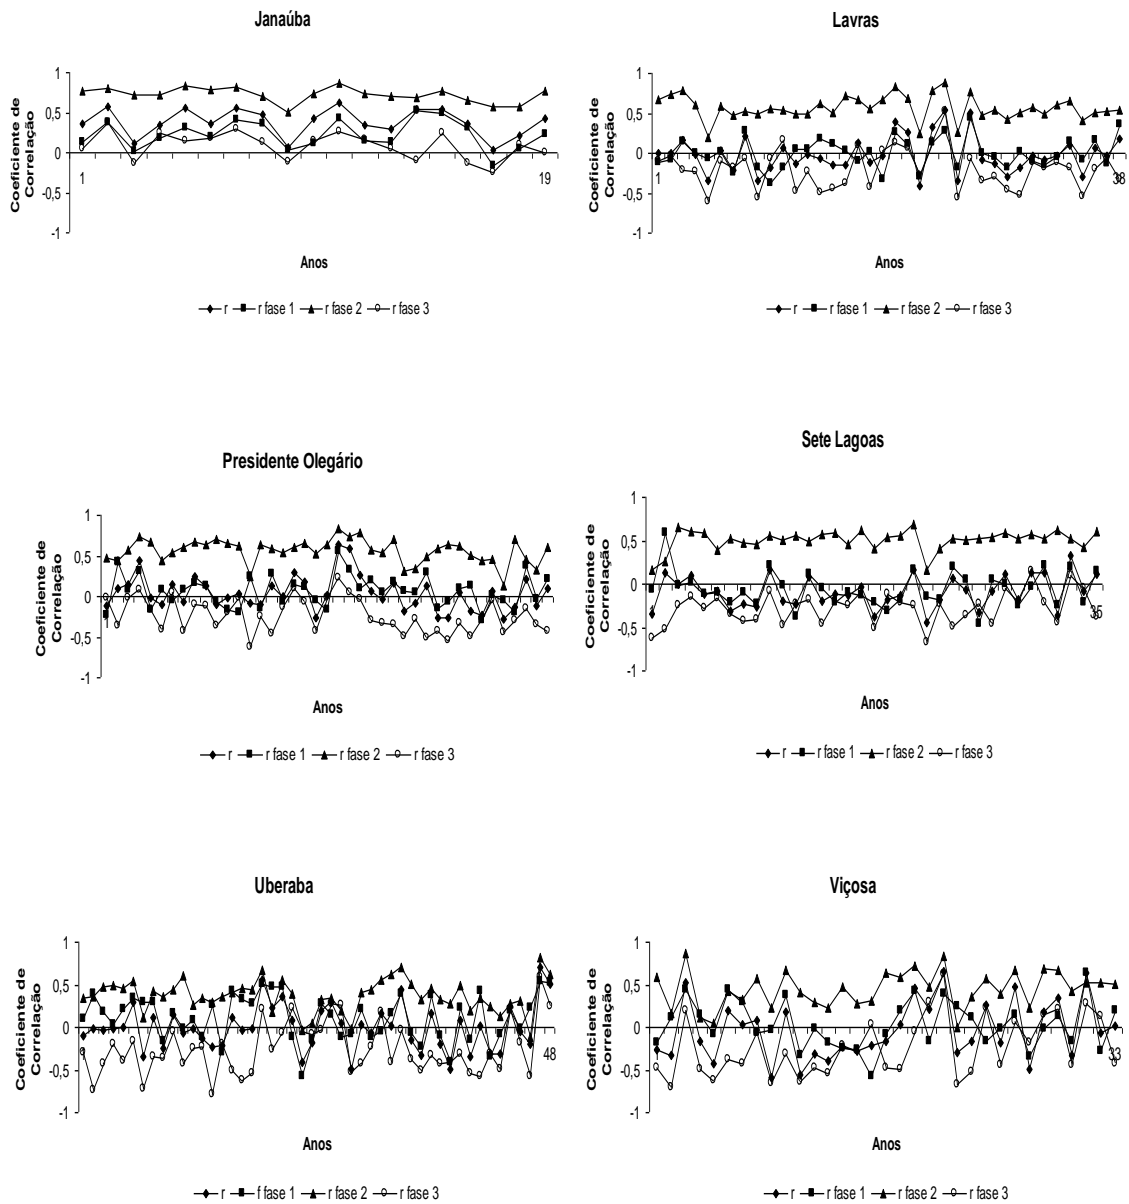 Janaúba
Coeficiente de
Correlação
1
0,5
0
-0,5
-1
1
19
Anos
r r fase 1 r fase 2 r fase 3
Lavras
Coeficiente de
Correlação
1
0,5
0
-0,5
-1
1
38
Anos
r r fase 1 r fase 2 r fase 3
Presidente Olegário
Coeficiente de
Correlação
1
0,5
0
-0,5
-1
Anos
r r fase 1 r fase 2 r fase 3
Sete Lagoas
Coeficiente de
Correlação
1
0,5
0
-0,5
-1
35
Anos
r r fase 1 r fase 2 r fase 3
Uberaba
Coeficiente de
Correlação
1
0,5
0
-0,5
-1
48
Anos
r f fase 1 r fase 2 r fase 3
Viçosa
Coeficiente de
Correlação
1
0,5
0
-0,5
-1
33
Anos
r r fase 1 r fase 2 r fase 3